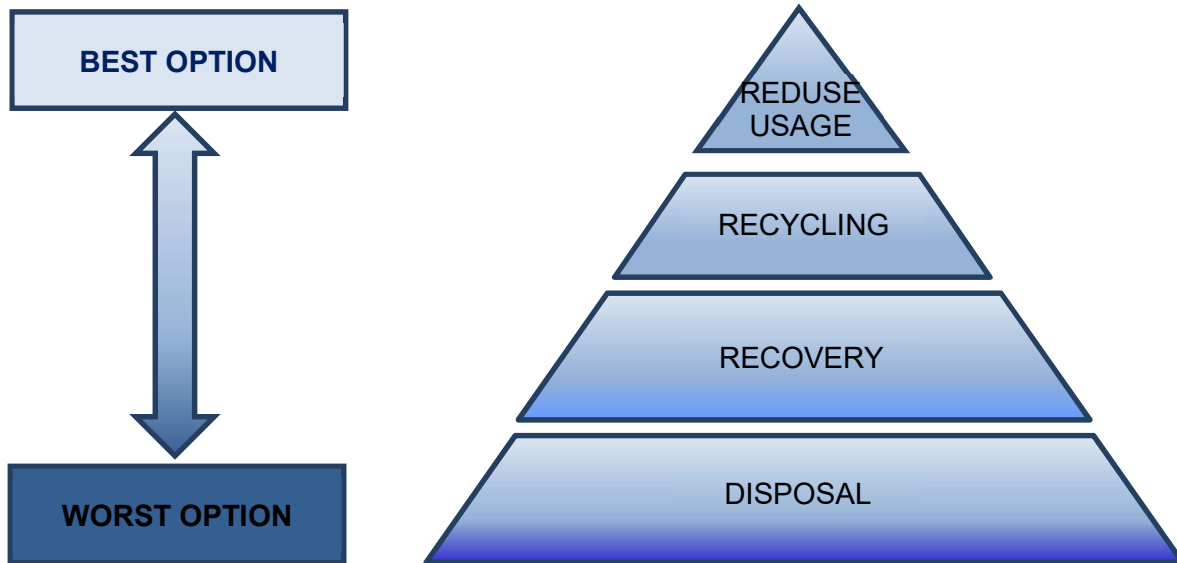 BEST OPTION
REDUSE
USAGE
RECYCLING
RECOVERY
DISPOSAL
WORST OPTION